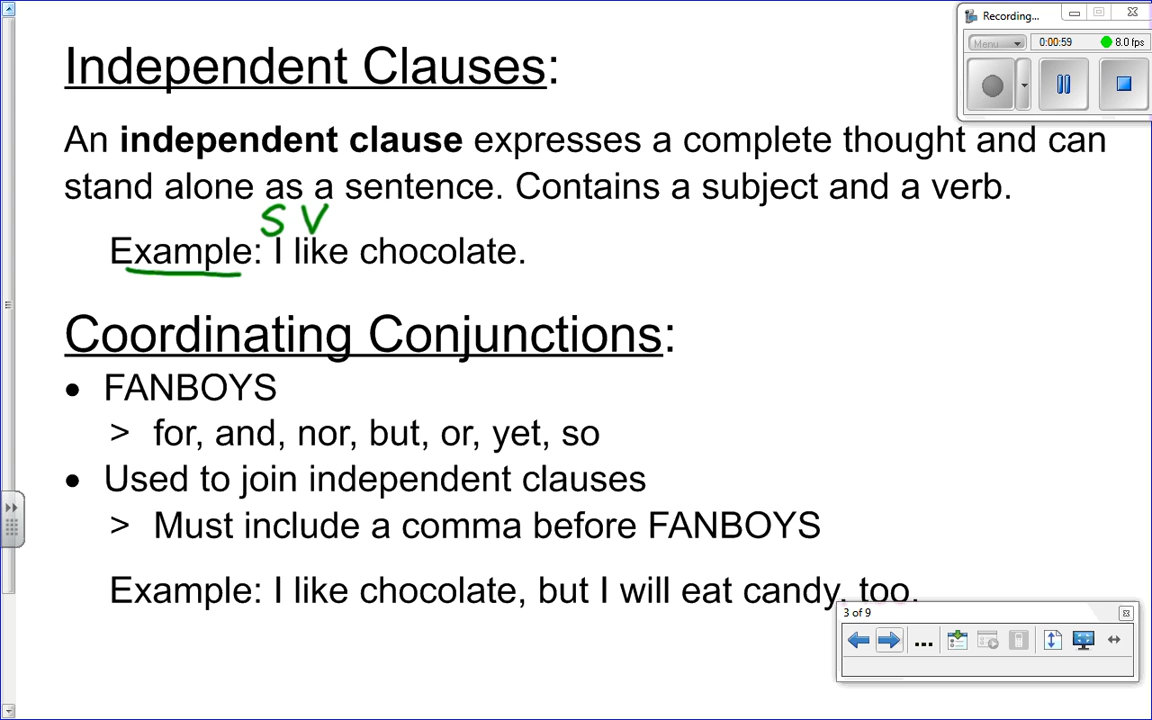 Independent Clauses:
Recording...
Menu
0:00:59
8.0 fps
An independent clause expresses a complete thought and can
stand alone as a sentence. Contains a subject and a verb.
S V
Example: I like chocolate.
Coordinating Conjunctions:
• FANBOYS
> for, and, nor, but, or, yet, so
• Used to join independent clauses
> Must include a comma before FANBOYS
Example: I like chocolate, but I will eat candy, too.
3 of 9